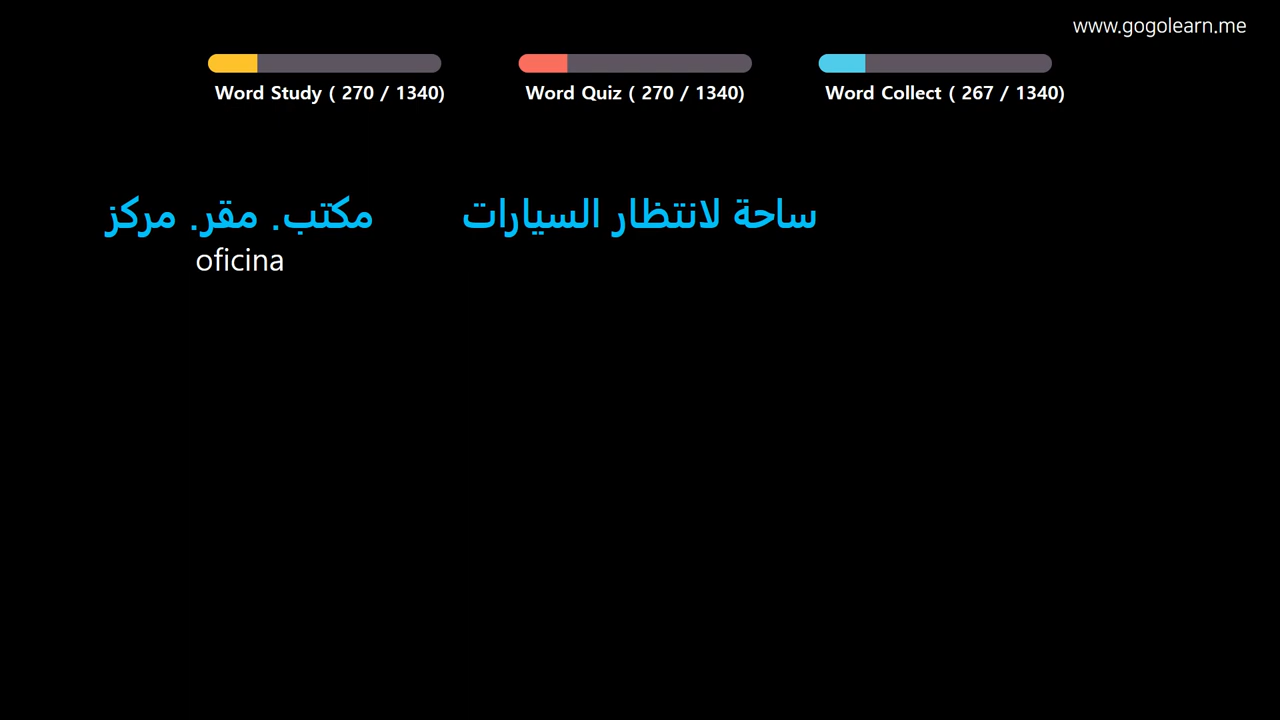 www.gogolearn.me
Word Study ( 270 / 1340)
Word Quiz ( 270 / 1340)
Word Collect ( 267 / 1340)
مكتب. مقر. مركز
oficina
ساحة لانتظار السيارات